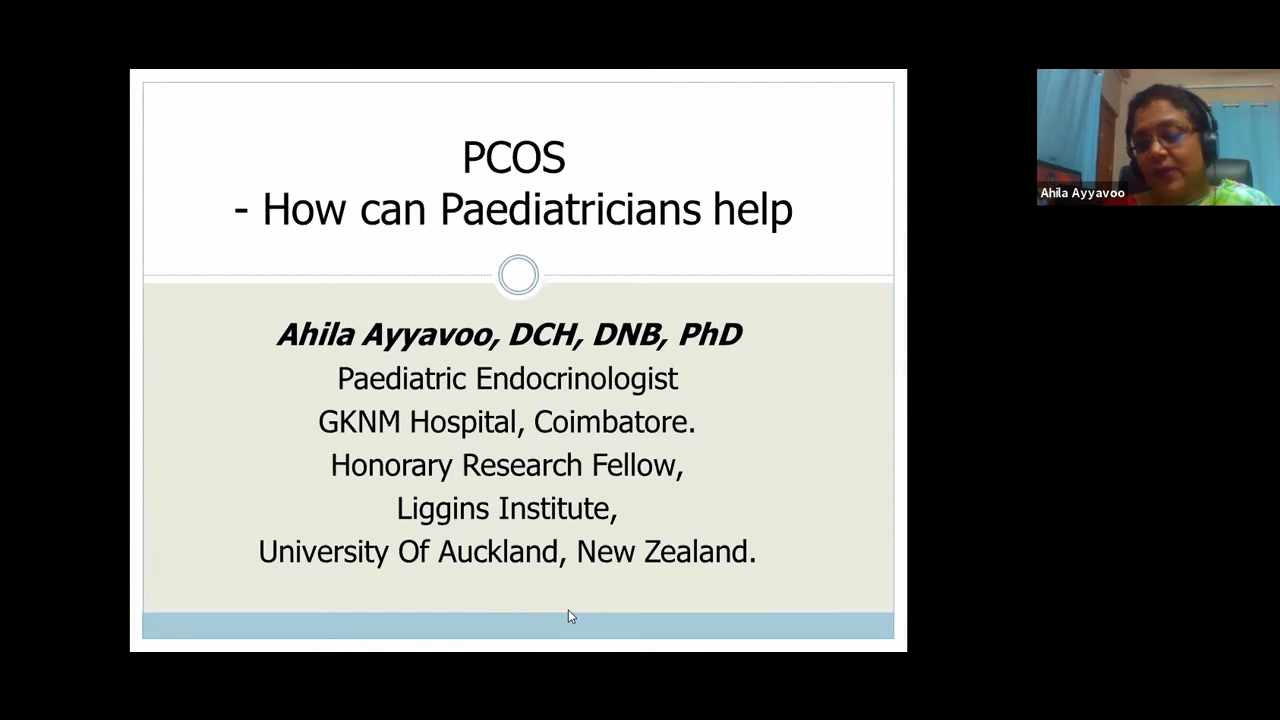 PCOS
- How can Paediatricians help
Ahila Ayyavoo, DCH, DNB, PhD
Paediatric Endocrinologist
GKNM Hospital, Coimbatore.
Honorary Research Fellow,
Liggins Institute,
University Of Auckland, New Zealand.
Ahila Ayyavoo